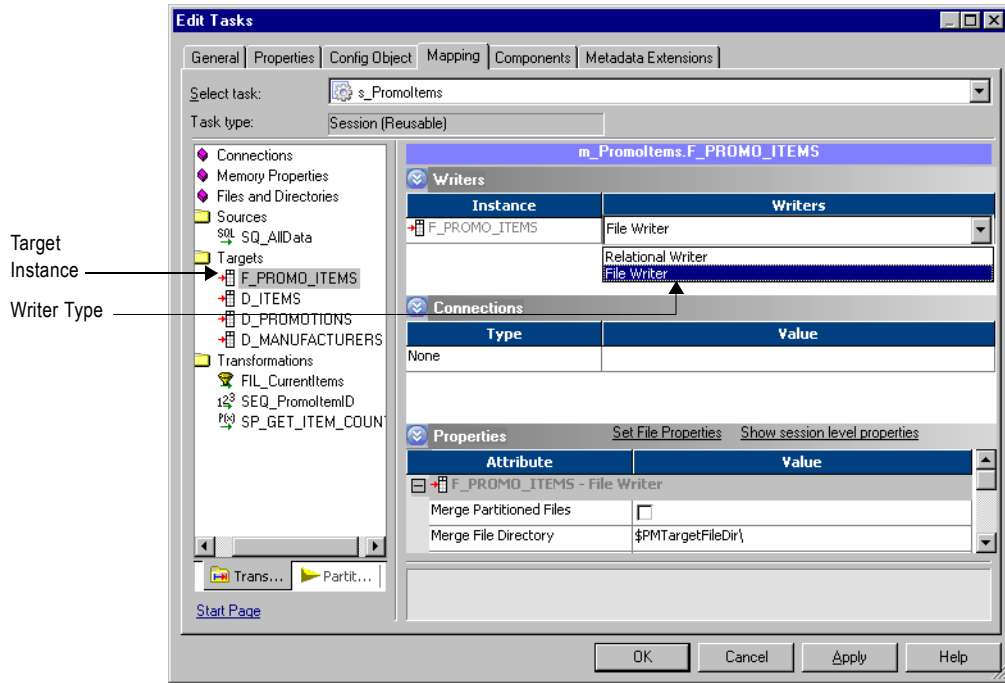 Edit Tasks
General Properties Config Object Mapping Components Metadata Extensions
Select task: s_PromoItems
Task type: Session (Reusable)
Connections
Memory Properties
Files and Directories
Sources
SQL SQ_AllData
Targets
F_PROMO_ITEMS
D_ITEMS
D_PROMOTIONS
D_MANUFACTURERS
Transformations
FIL_CurrentItems
123 SEQ_PromoItemID
P(x) SP_GET_ITEM_COUN
Trans... Partit...
Start Page
Target
Instance
Writer Type
m_PromoItems.F_PROMO_ITEMS
Writers
Instance Writers
F_PROMO_ITEMS File Writer
Relational Writer
File Writer
Connections
Type Value
None
Properties Set File Properties Show session level properties
Attribute Value
F_PROMO_ITEMS - File Writer
Merge Partitioned Files
Merge File Directory $PMTargetFileDir\
OK Cancel Apply Help